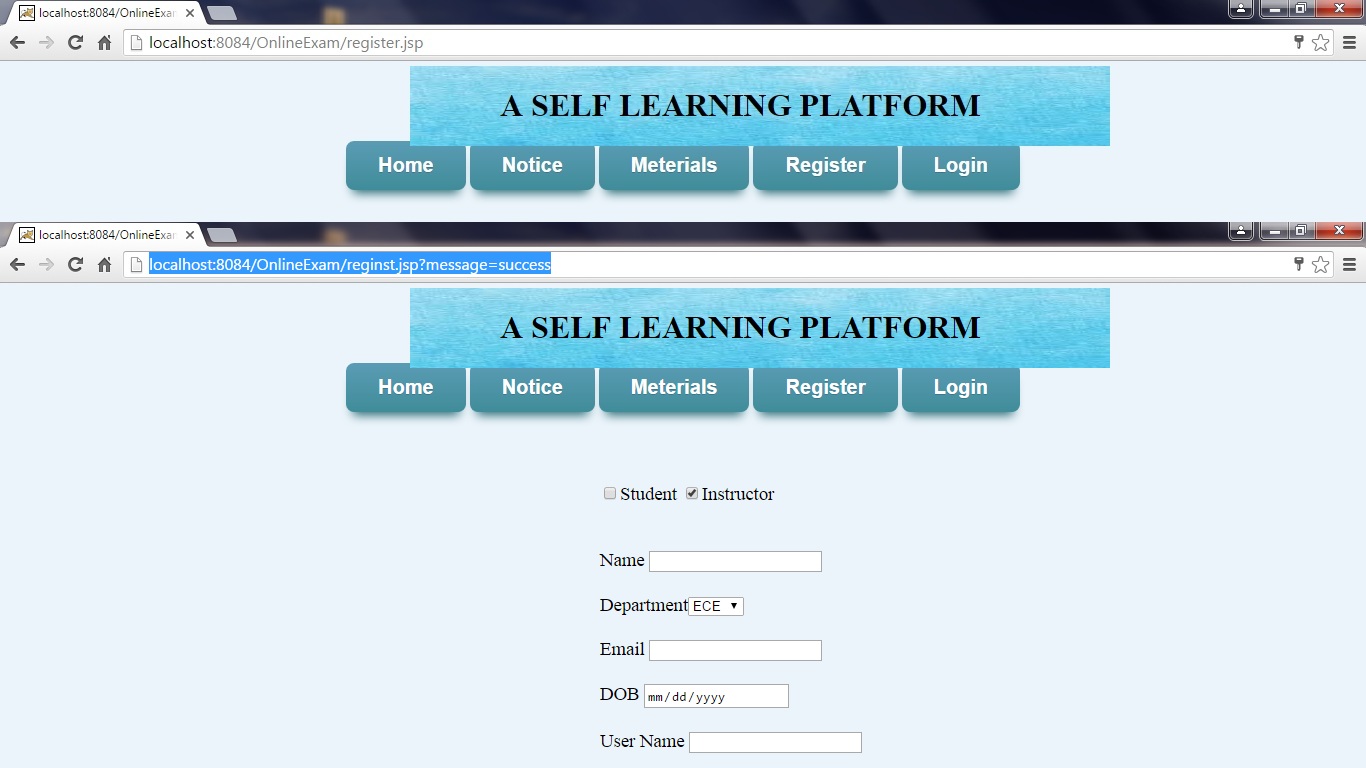 localhost:8084/OnlineExa
localhost:8084/OnlineExam/register.jsp
A SELF LEARNING PLATFORM
Home Notice Meterials Register Login
localhost:8084/OnlineExa
localhost:8084/OnlineExam/reginst.jsp?message=success
A SELF LEARNING PLATFORM
Home Notice Meterials Register Login
Student Instructor
Name
Department ECE
Email
DOB mm/dd/yyyy
User Name